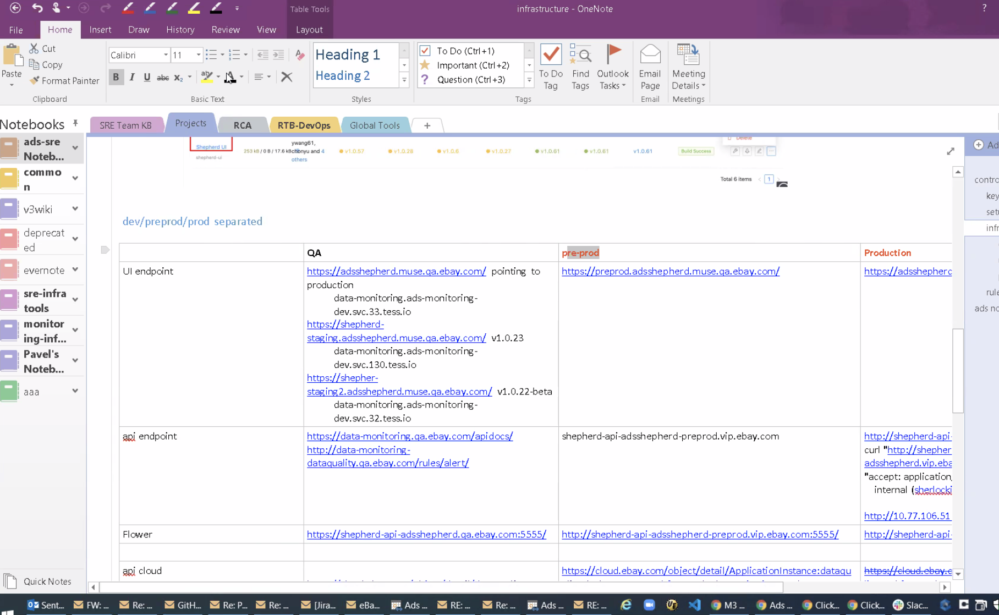 Table Tools
infrastructure - OneNote
?
File
Home
Insert
Draw
History
Review
View
Layout
Paste
Cut
Copy
Format Painter
Clipboard
Calibri
11
B I U abc x₂
Basic Text
Heading 1
Heading 2
Styles
To Do (Ctrl+1)
Important (Ctrl+2)
Question (Ctrl+3)
To Do
Tag
Find
Tags
Outlook
Tasks
Tags
Email
Page
Email
Meeting
Details
Meetings
Notebooks
SRE Team KB
Projects
RCA
RTB-DevOps
Global Tools
+
ads-sre
Noteb...
commo
n
v3wiki
deprecat
ed
evernote
sre-infra
tools
monitor
ing-inf...
Pavel's
Noteb...
aaa
Quick Notes
Shepherd UI
shepherd-ui
253 kB / 0 B / 17.6 kB
ywang61,
and 4
others
v1.0.57
v1.0.28
v1.0.6
v1.0.27
v1.0.61
v1.0.61
v1.0.61
Build Success
Delete
Total 6 items
1
dev/preprod/prod separated
QA
pre-prod
Production
UI endpoint
https://adsshepherd.muse.qa.ebay.com/ pointing to
production
data-monitoring.ads-monitoring-
dev.svc.33.tess.io
https://shepherd-
staging.adsshepherd.muse.qa.ebay.com/ v1.0.23
data-monitoring.ads-monitoring-
dev.svc.130.tess.io
https://shepher-
staging2.adsshepherd.muse.qa.ebay.com/ v1.0.22-beta
data-monitoring.ads-monitoring-
dev.svc.32.tess.io
https://preprod.adsshepherd.muse.qa.ebay.com/
https://adsshepherd
api endpoint
https://data-monitoring.qa.ebay.com/apidocs/
http://data-monitoring-
dataquality.qa.ebay.com/rules/alert/
shepherd-api-adsshepherd-preprod.vip.ebay.com
http://shepherd-api-
curl "http://shepher
adsshepherd.vip.eba
"accept: application
internal (sherlocki
http://10.77.106.51
Flower
https://shepherd-api-adsshepherd.qa.ebay.com:5555/
http://shepherd-api-adsshepherd-preprod.vip.ebay.com:5555/
http://shepherd-api-
api cloud
https://cloud.ebay.com/object/detail/ApplicationInstance:dataqu
https://cloud.ebay.c
Ad
contro
key
setu
infr
rule
ads no
Sent...
FW: ...
Re: ...
GitH...
Re: P...
Re: ...
[Jira...
eBa...
Ads ...
RE: ...
Re: ...
Ads ...
RE: ...
M3 ...
Ads ...
Click...
Click...
Slac...